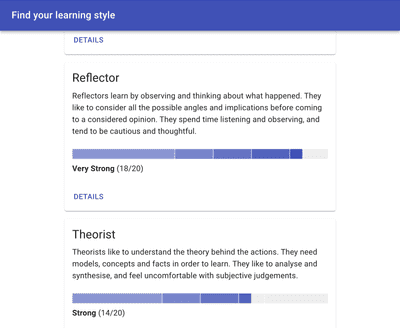 Find your learning style
DETAILS
Reflector
Reflectors learn by observing and thinking about what happened. They
like to consider all the possible angles and implications before coming
to a considered opinion. They spend time listening and observing, and
tend to be cautious and thoughtful.
Very Strong (18/20)
DETAILS
Theorist
Theorists like to understand the theory behind the actions. They need
models, concepts and facts in order to learn. They like to analyse and
synthesise, and feel uncomfortable with subjective judgements.
Strong (14/20)